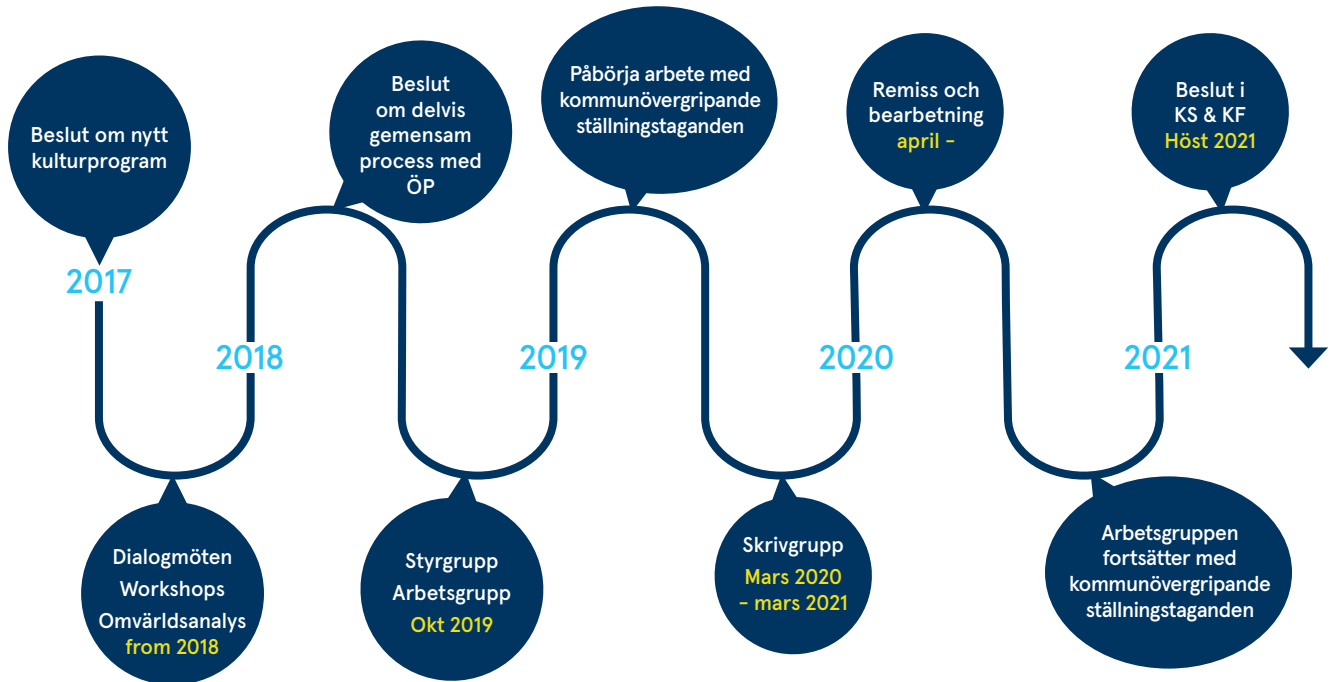 Beslut om nytt
kulturprogram
2017
Dialogmöten
Workshops
Omvärldsanalys
from 2018
2018
Beslut
om delvis
gemensam
process med
ÖP
Styrgrupp
Arbetsgrupp
Okt 2019
2019
Påbörja arbete med
kommunövergripande
ställningstaganden
Skrivgrupp
Mars 2020
– mars 2021
2020
Remiss och
bearbetning
april –
Arbetsgruppen
fortsätter med
kommunövergripande
ställningstaganden
2021
Beslut i
KS & KF
Höst 2021